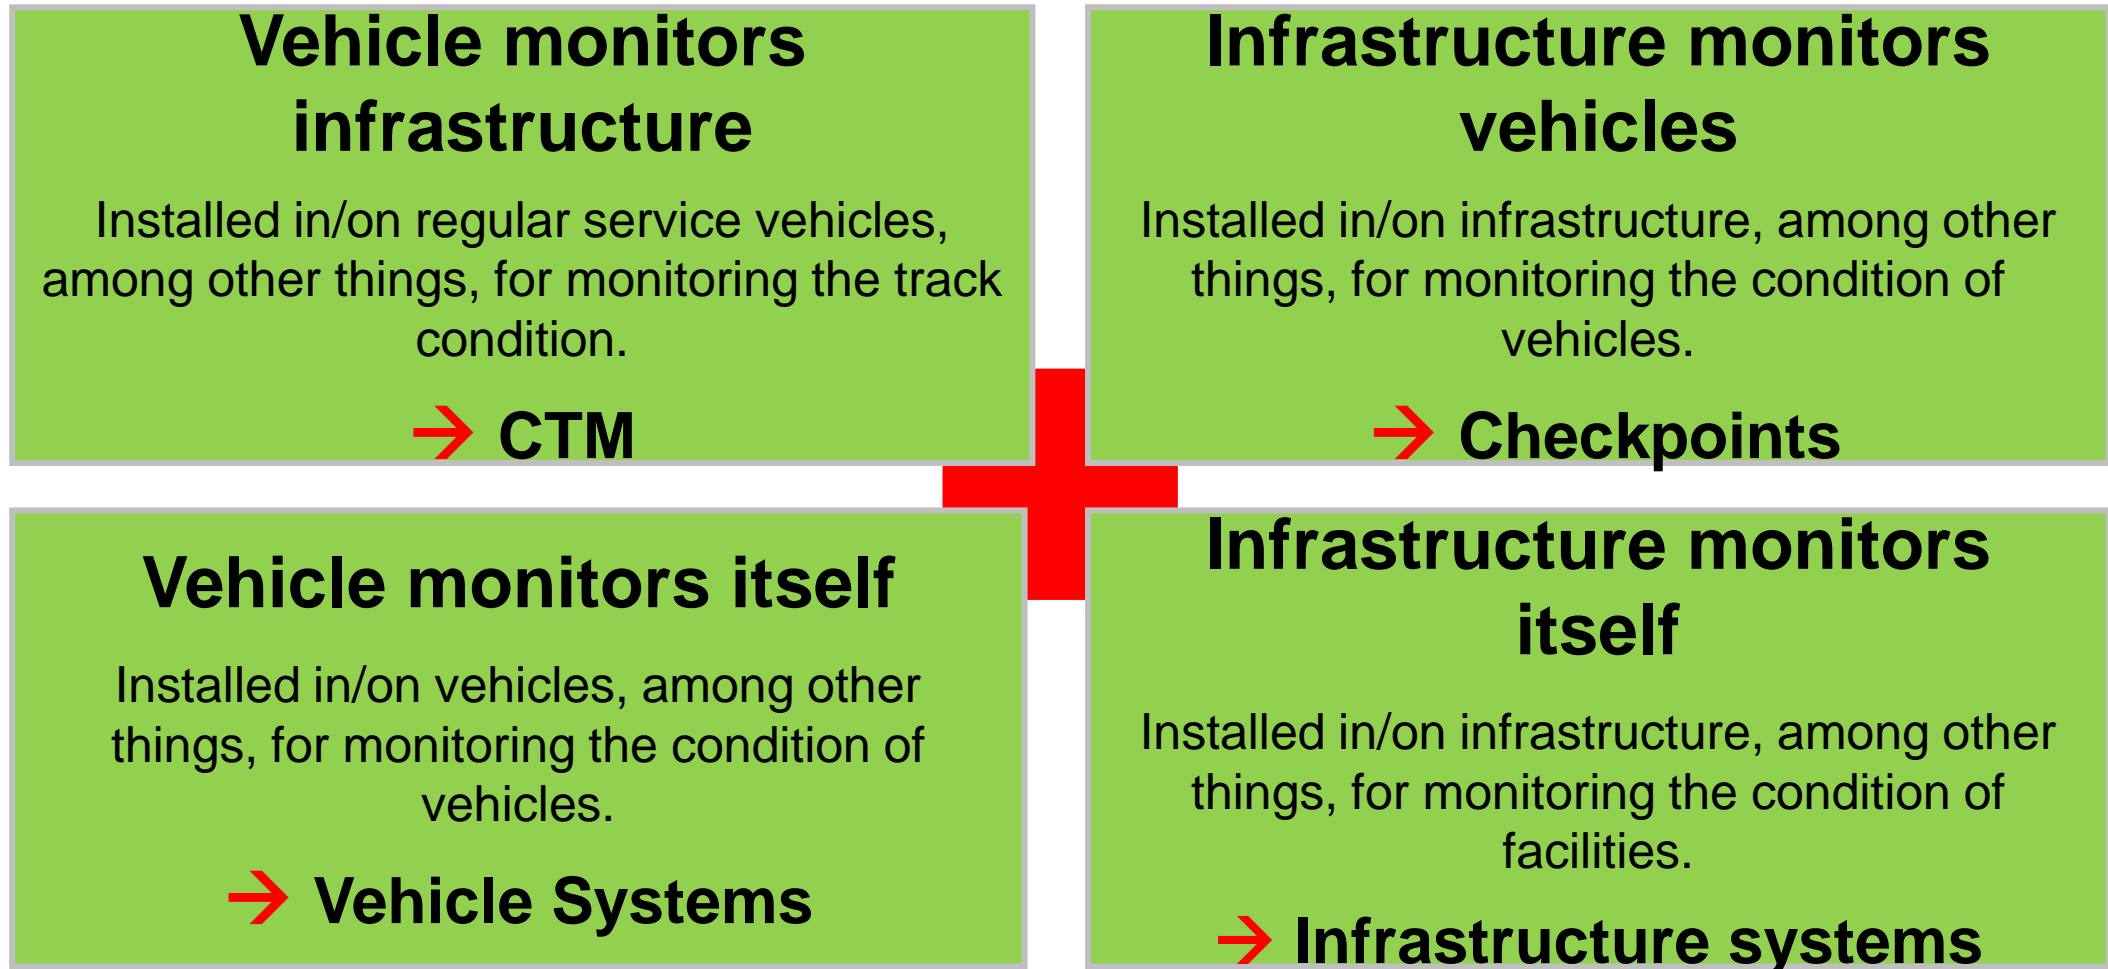 Vehicle monitors
infrastructure
Installed in/on regular service vehicles,
among other things, for monitoring the track
condition.
→ CTM
Infrastructure monitors
vehicles
Installed in/on infrastructure, among other
things, for monitoring the condition of
vehicles.
→ Checkpoints
Vehicle monitors itself
Installed in/on vehicles, among other
things, for monitoring the condition of
vehicles.
→ Vehicle Systems
Infrastructure monitors
itself
Installed in/on infrastructure, among other
things, for monitoring the condition of
facilities.
→ Infrastructure systems